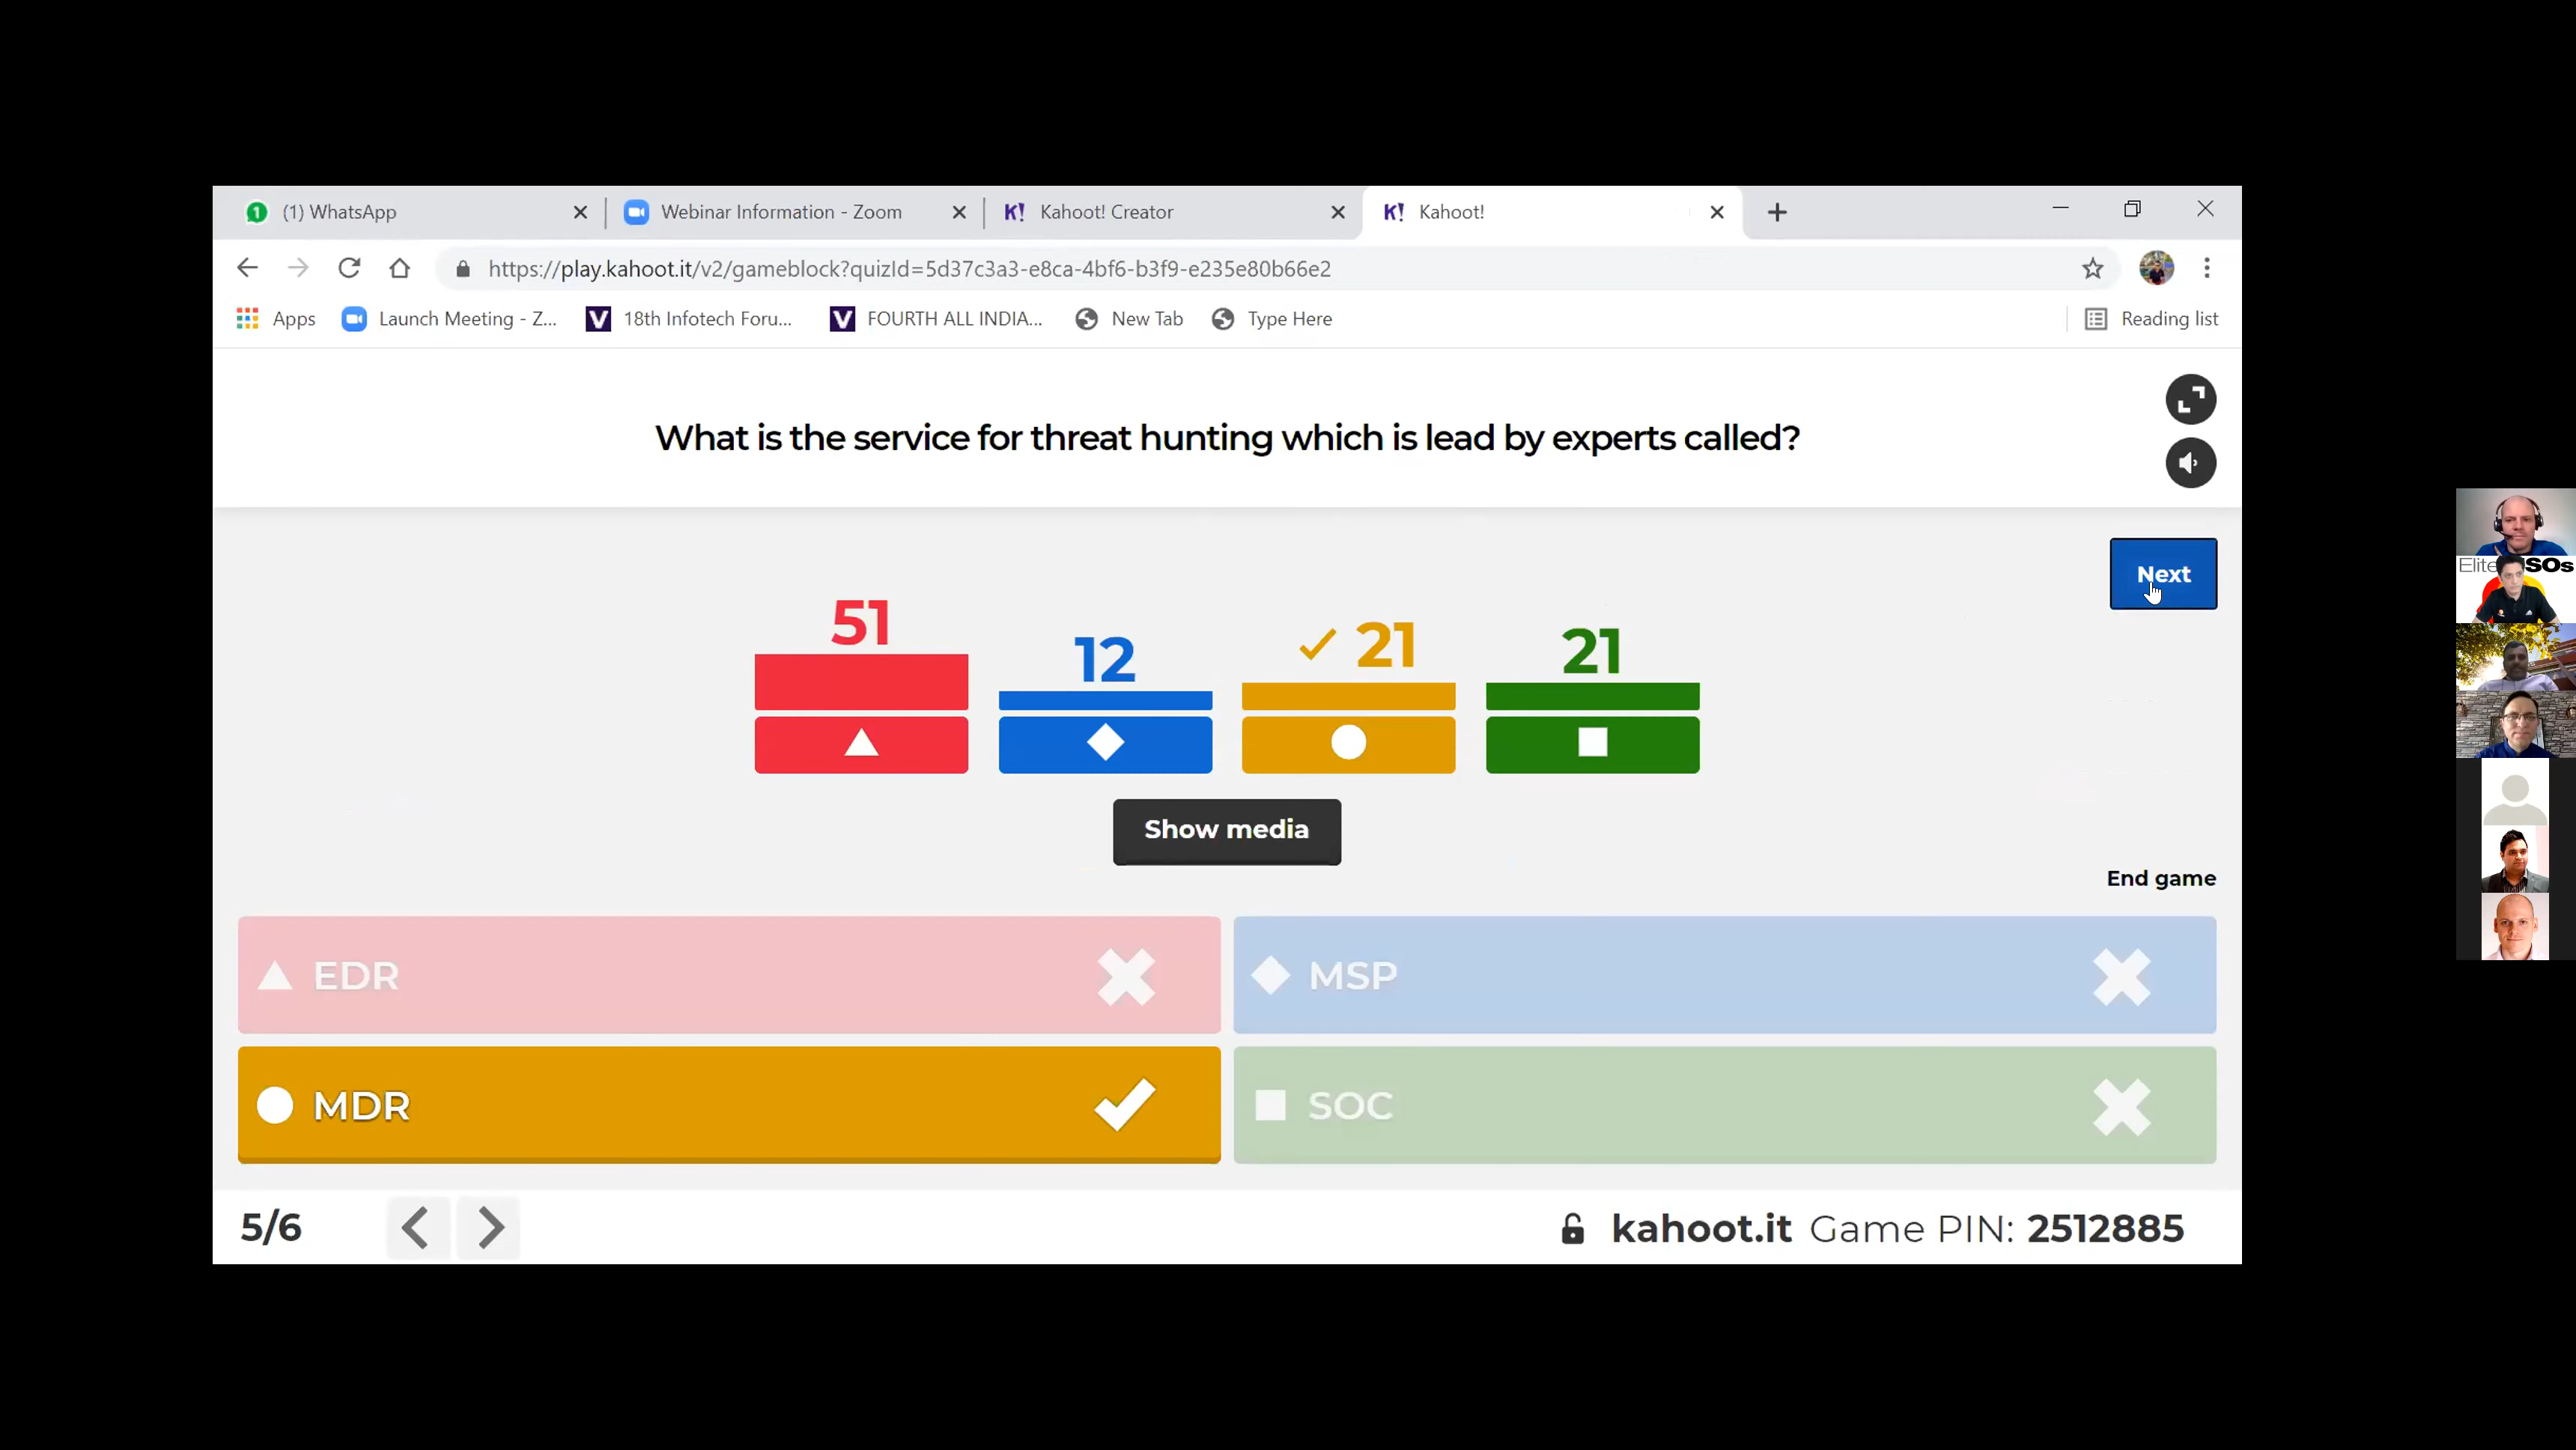 1 (1) WhatsApp
Webinar Information - Zoom
K! Kahoot! Creator
K! Kahoot!
https://play.kahoot.it/v2/gameblock?quizId=5d37c3a3-e8ca-4bf6-b3f9-e235e80b66e2
Apps
Launch Meeting - Z...
V 18th Infotech Foru...
V FOURTH ALL INDIA...
New Tab
Type Here
Reading list
What is the service for threat hunting which is lead by experts called?
Next
51
12
21
21
Show media
End game
EDR
MSP
MDR
SOC
5/6
kahoot.it Game PIN: 2512885